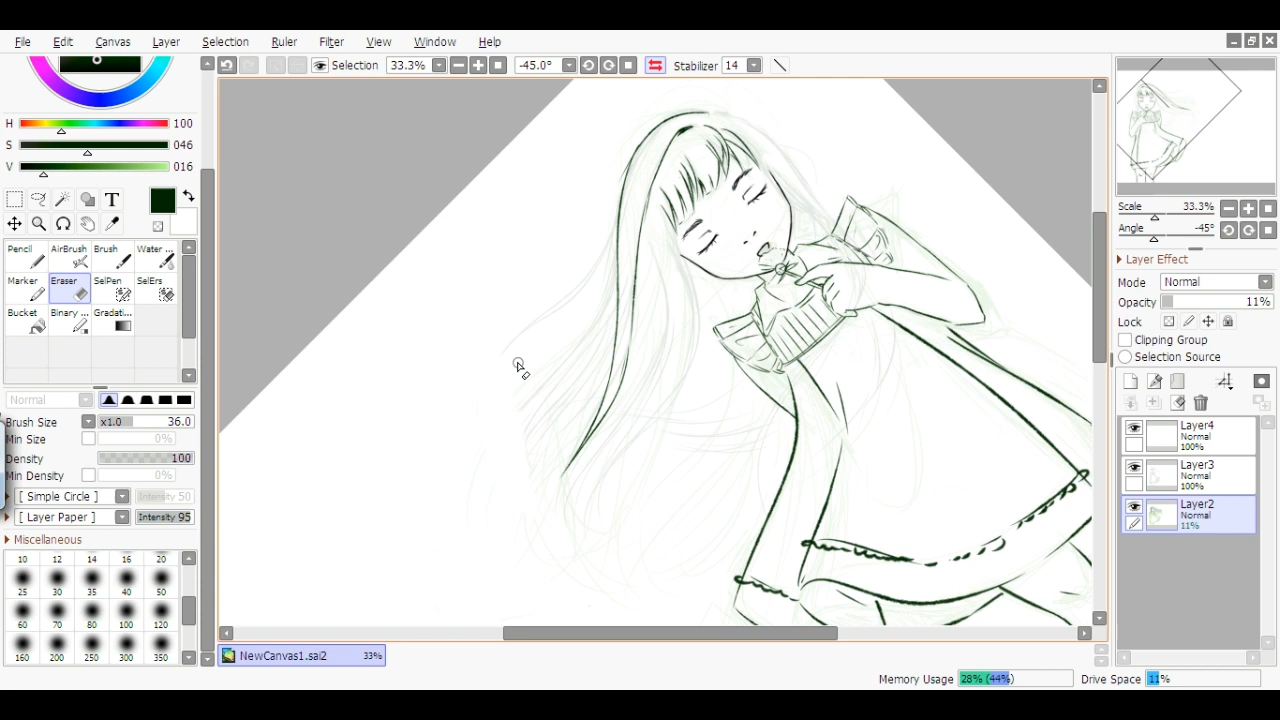 File Edit Canvas Layer Selection Ruler Filter View Window Help
Selection 33.3% -45.0° Stabilizer 14
H 100
S 046
V 016
T
Pencil AirBrush Brush Water ...
Marker Eraser SelPen SelErs
Bucket Binary ... Gradati...
Normal
Brush Size x1.0 36.0
Min Size 0%
Density 100
Min Density 0%
[ Simple Circle ] Intensity 50
[ Layer Paper ] Intensity 95
Miscellaneous
10 12 14 16 20
25 30 35 40 50
60 70 80 100 120
160 200 250 300 350
NewCanvas1.sai2 33%
Scale 33.3%
Angle -45°
Layer Effect
Mode Normal
Opacity 11%
Lock
Clipping Group
Selection Source
Layer4
Normal
100%
Layer3
Normal
100%
Layer2
Normal
11%
Memory Usage 28% (44%) Drive Space 11%